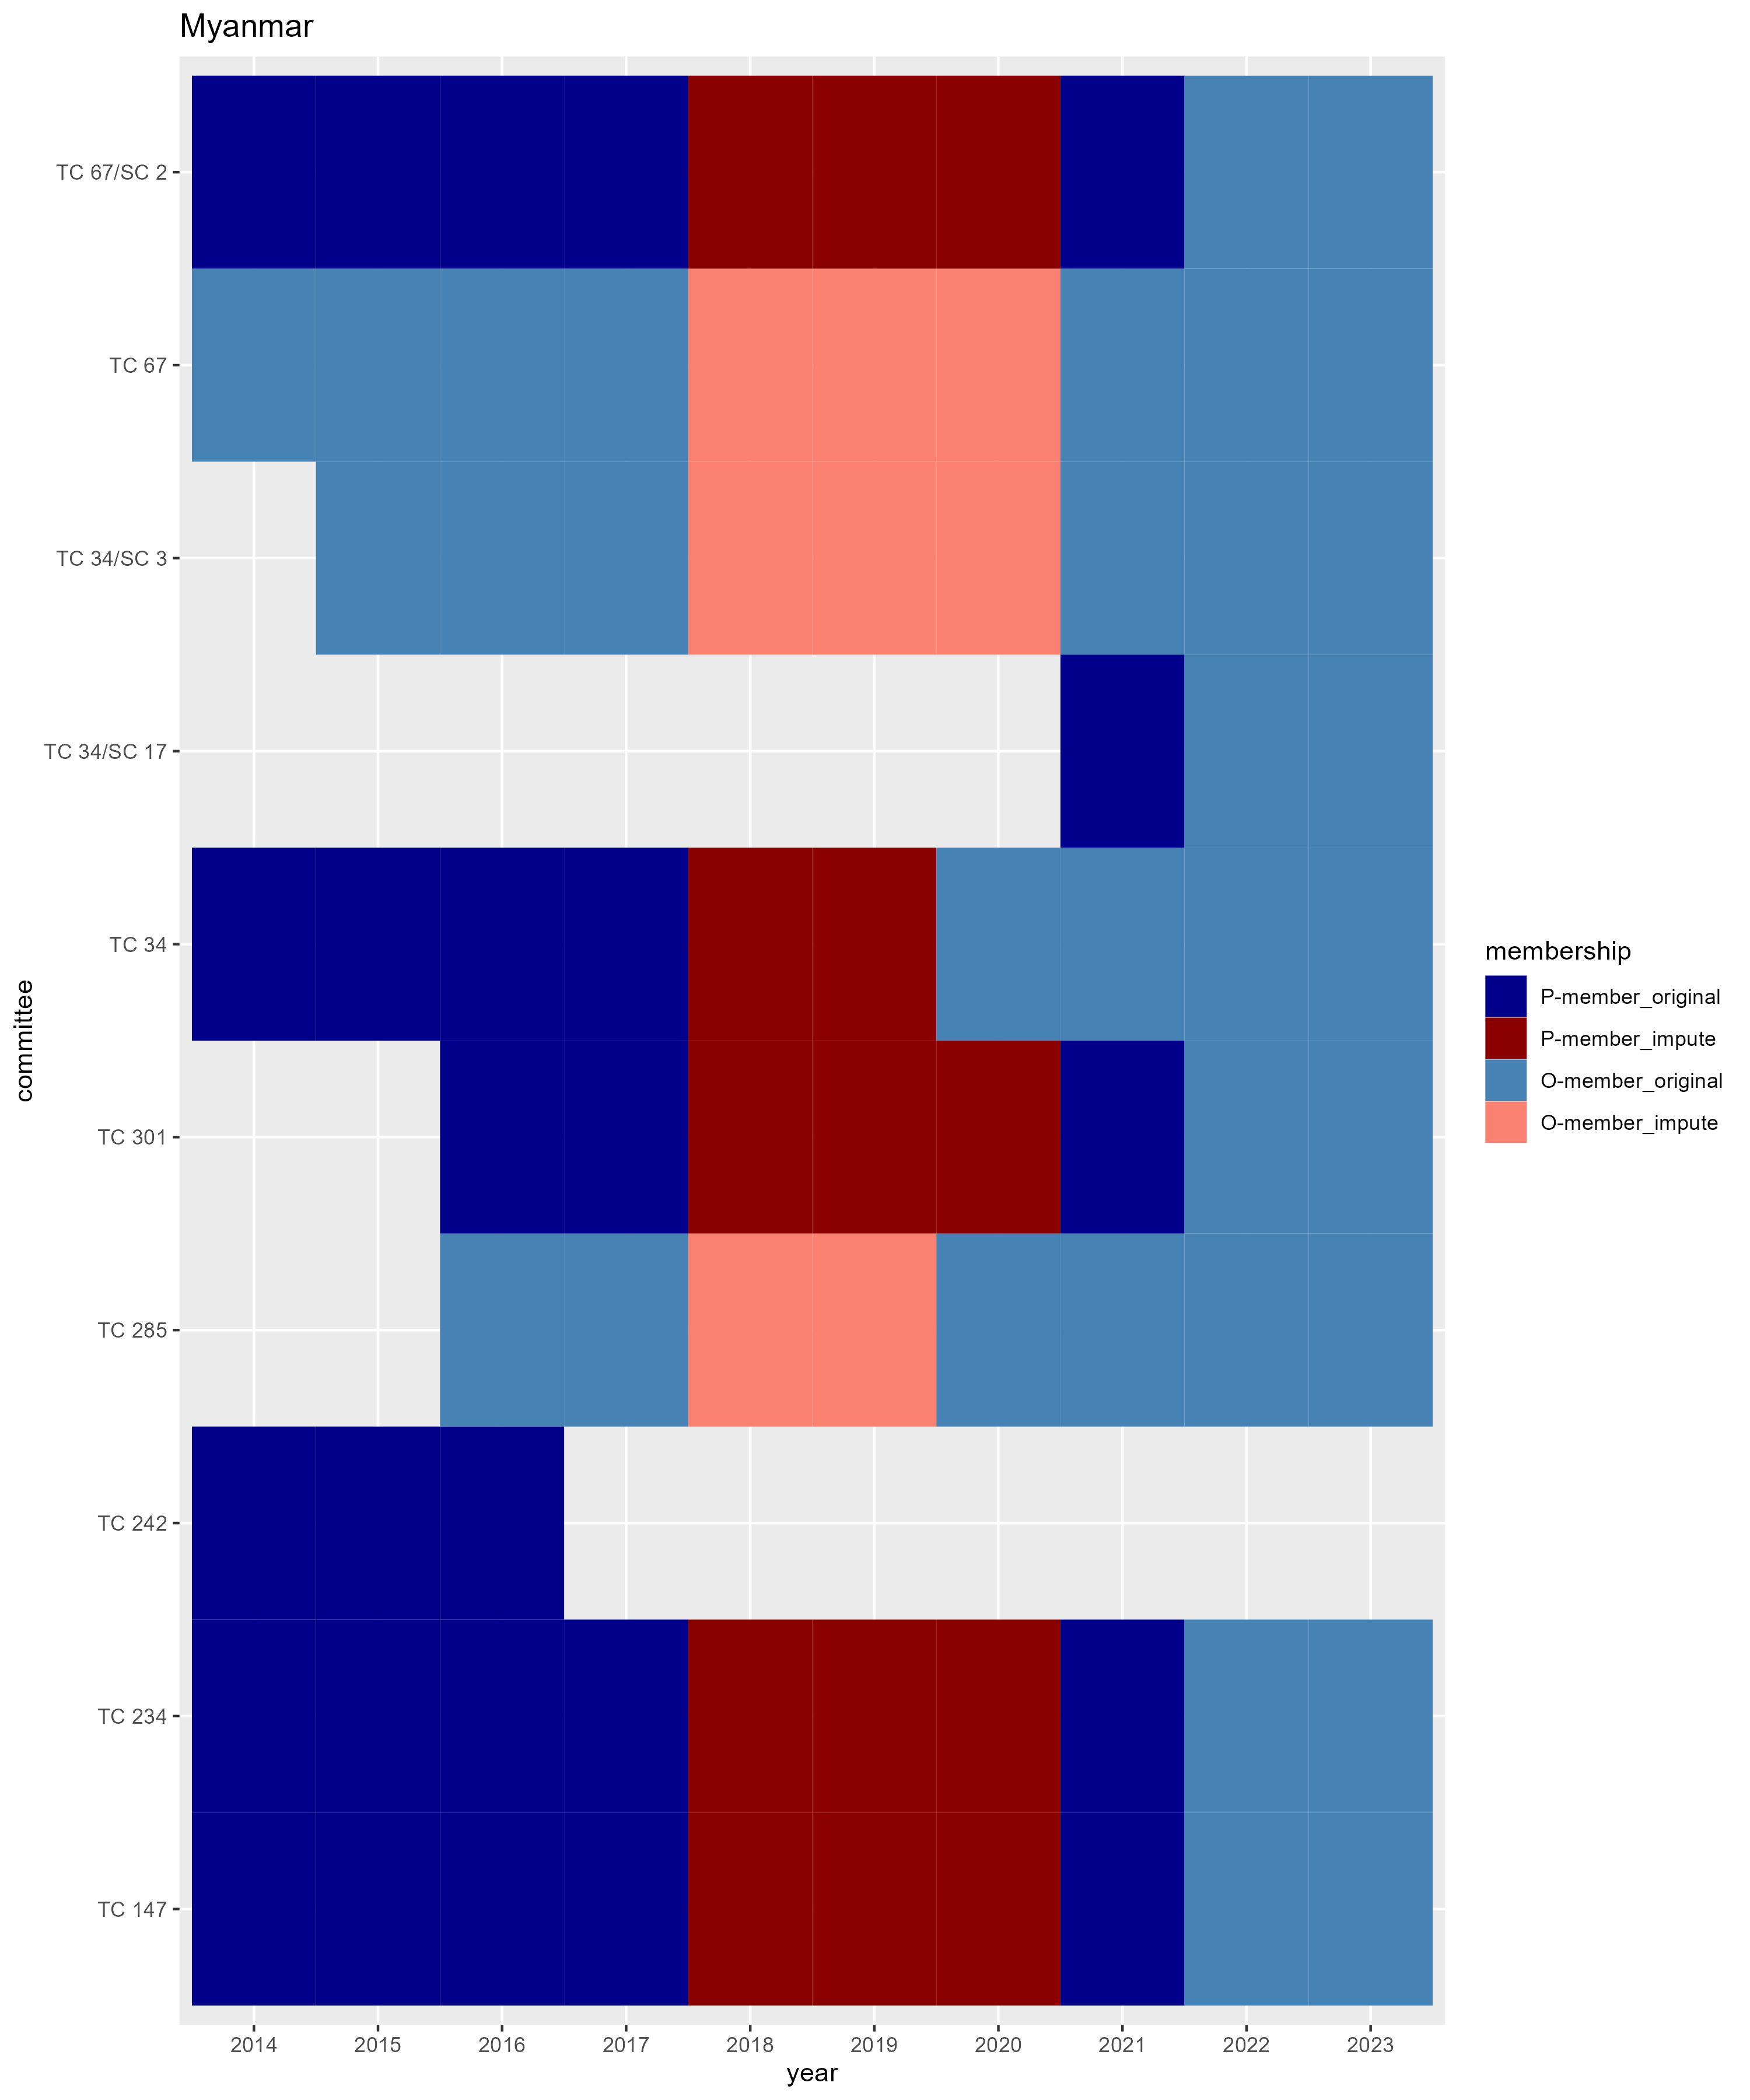 Myanmar
TC 67/SC 2
TC 67
TC 34/SC 3
TC 34/SC 17
TC 34
TC 301
TC 285
TC 242
TC 234
TC 147
committee
2014 2015 2016 2017 2018 2019 2020 2021 2022 2023
year
membership
P-member_original
P-member_impute
O-member_original
O-member_impute